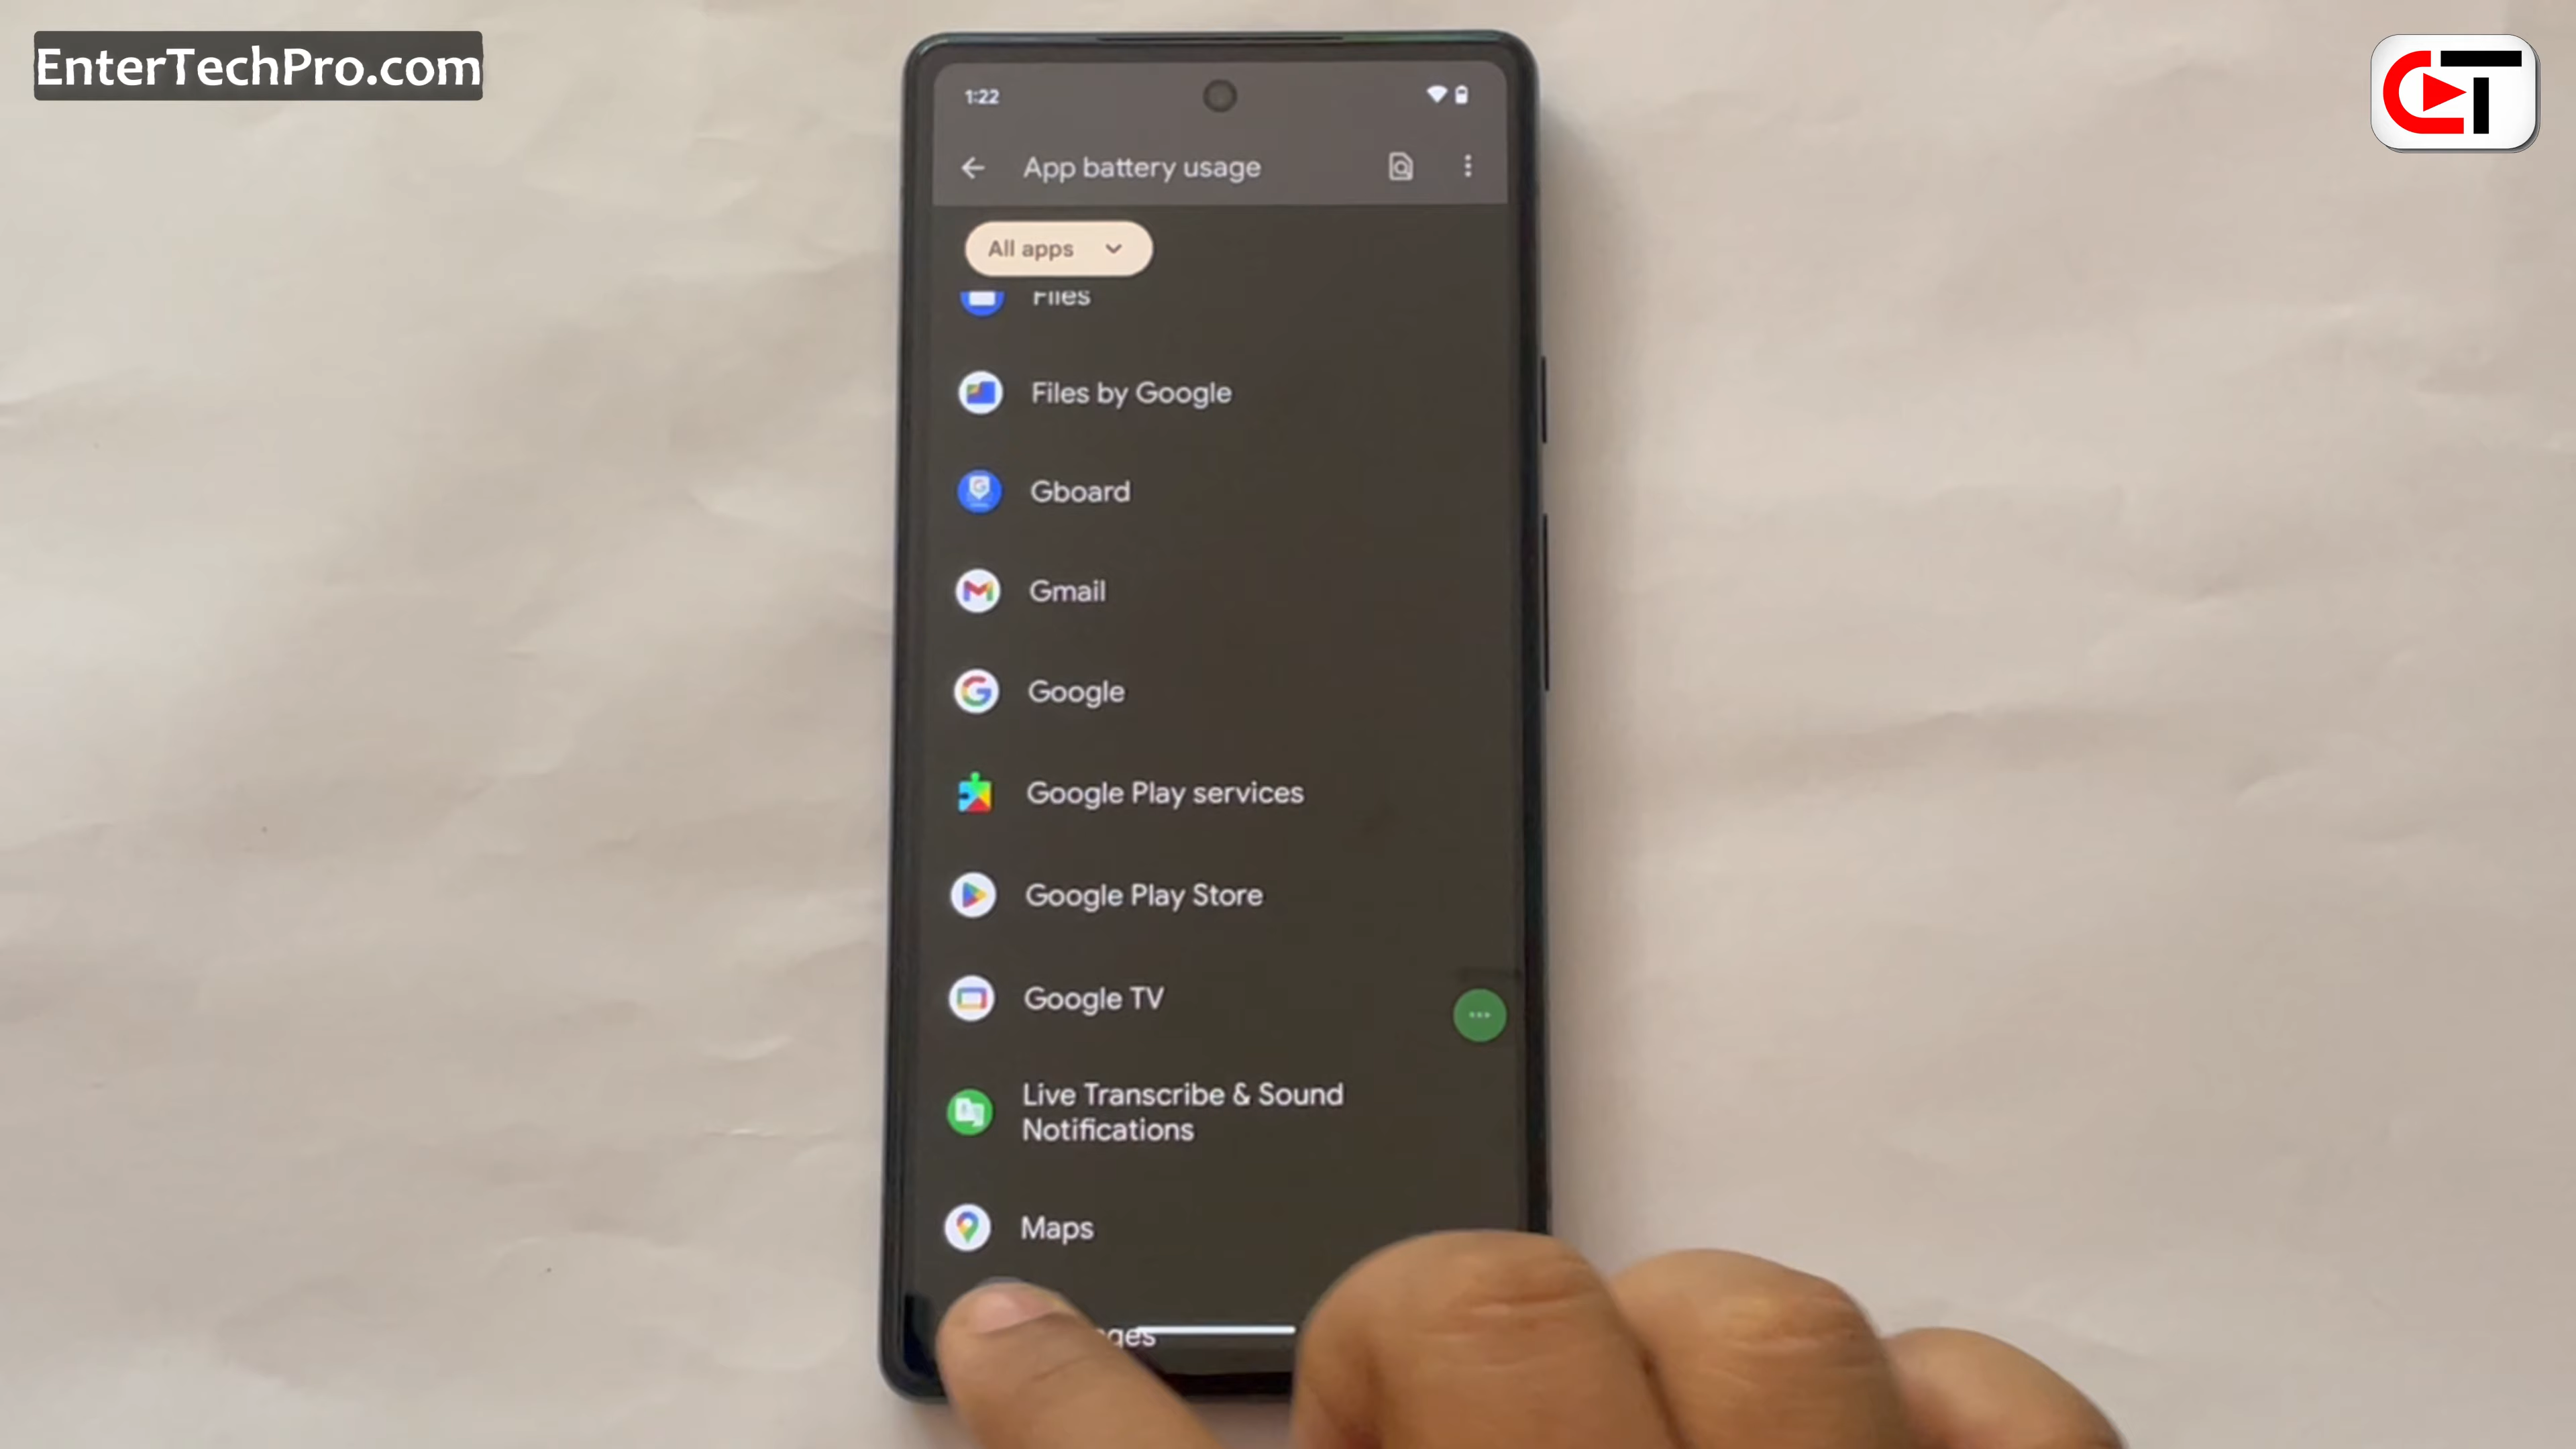 EnterTechPro.com
1:22
App battery usage
All apps
Files
Files by Google
Gboard
Gmail
Google
Google Play services
Google Play Store
Google TV
Live Transcribe & Sound
Notifications
Maps